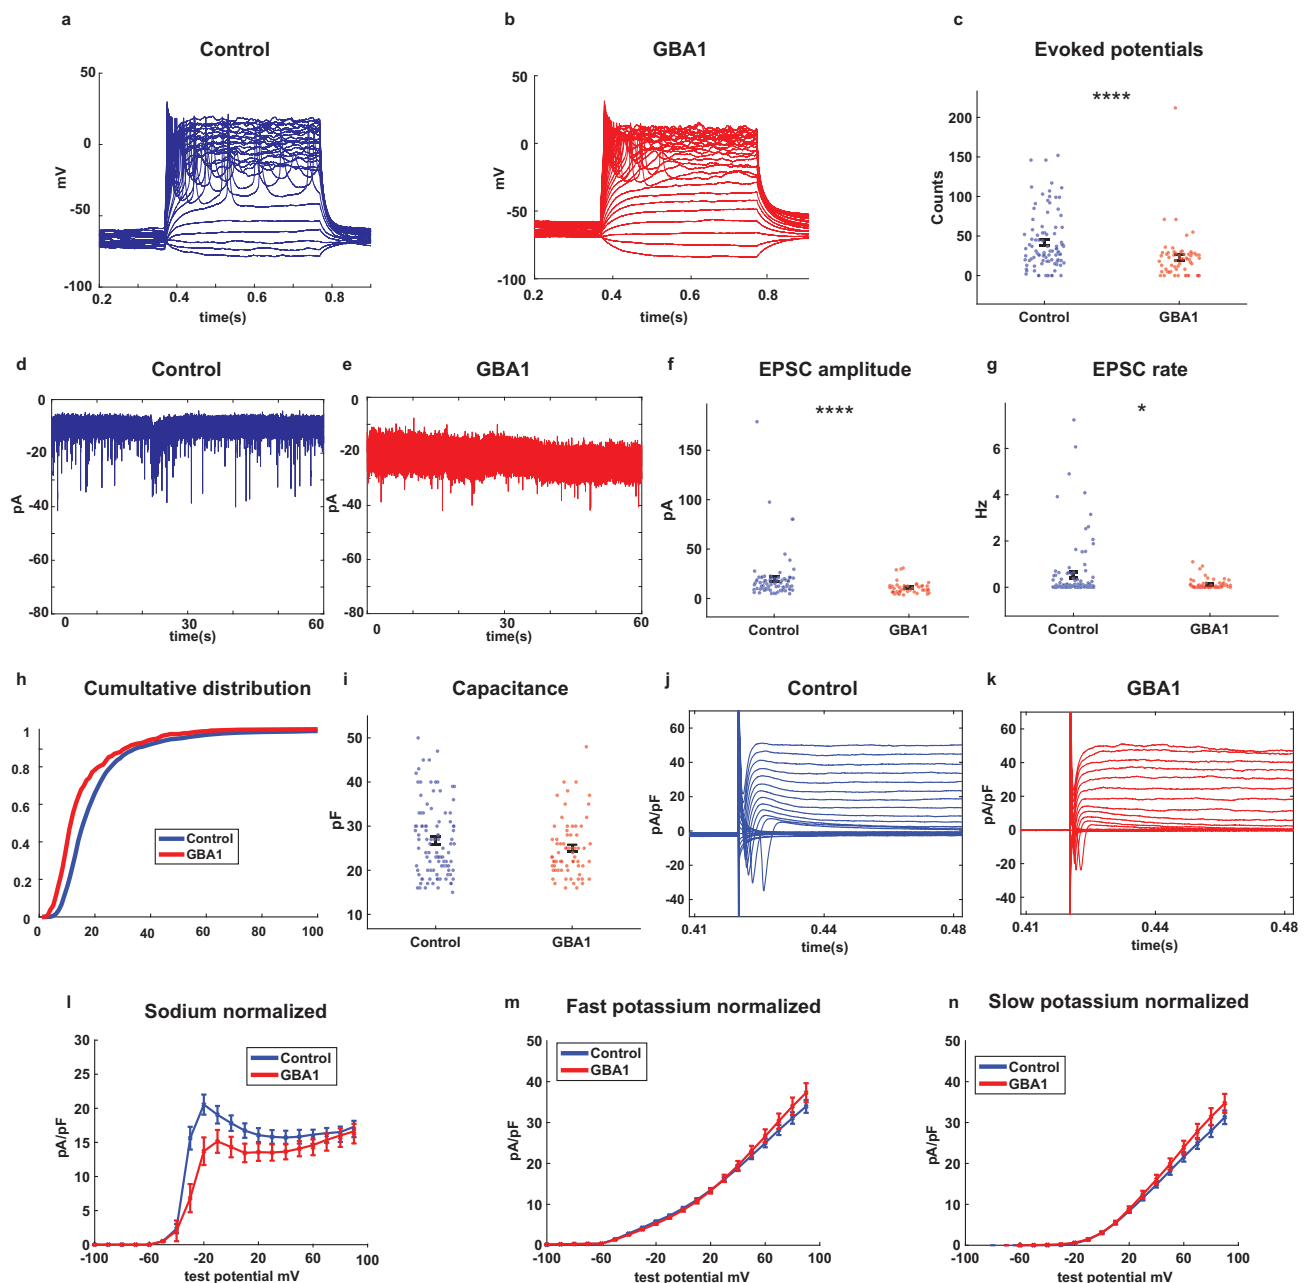 a
Control
50
0
-50
-100
mV
0.2
0.4
0.6
0.8
time(s)
b
GBA1
50
0
-50
-100
mV
0.2
0.4
0.6
0.8
time(s)
c
Evoked potentials
****
200
150
100
50
0
Counts
Control
GBA1
d
Control
0
-20
-40
-60
-80
pA
0
30
60
time(s)
e
GBA1
0
-20
-40
-60
-80
pA
0
30
60
time(s)
f
EPSC amplitude
****
150
100
50
0
pA
Control
GBA1
g
EPSC rate
*
6
4
2
0
Hz
Control
GBA1
h
Cumultative distribution
1
0.8
0.6
0.4
0.2
0
Control
GBA1
0
20
40
60
80
100
i
Capacitance
50
40
30
20
10
pF
Control
GBA1
j
Control
60
40
20
0
-20
-40
pA/pF
0.41
0.44
0.48
time(s)
k
GBA1
60
40
20
0
-20
-40
pA/pF
0.41
0.44
0.48
time(s)
l
Sodium normalized
30
25
20
15
10
5
0
pA/pF
Control
GBA1
-100
-60
-20
20
60
100
test potential mV
m
Fast potassium normalized
50
40
30
20
10
0
pA/pF
Control
GBA1
-100
-60
-20
20
60
100
test potential mV
n
Slow potassium normalized
50
40
30
20
10
0
pA/pF
Control
GBA1
-100
-60
-20
20
60
100
test potential mV